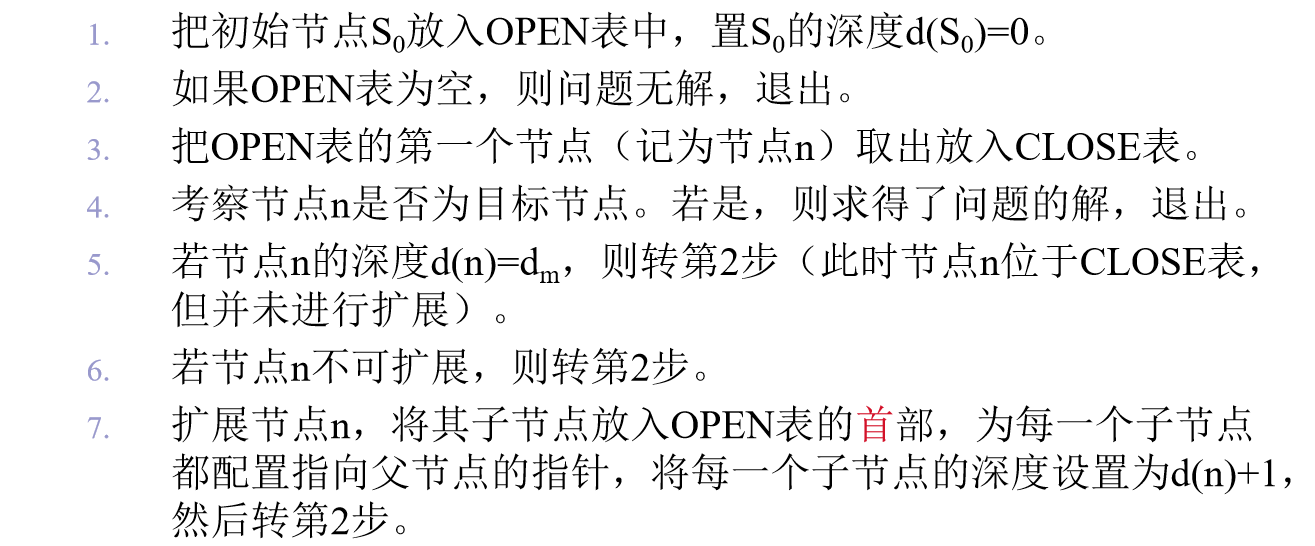 1. 把初始节点S₀放入OPEN表中，置S₀的深度d(S₀)=0。
2. 如果OPEN表为空，则问题无解，退出。
3. 把OPEN表的第一个节点（记为节点n）取出放入CLOSE表。
4. 考察节点n是否为目标节点。若是，则求得了问题的解，退出。
5. 若节点n的深度d(n)=dₘ，则转第2步（此时节点n位于CLOSE表，
但并未进行扩展）。
6. 若节点n不可扩展，则转第2步。
7. 扩展节点n，将其子节点放入OPEN表的首部，为每一个子节点
都配置指向父节点的指针，将每一个子节点的深度设置为d(n)+1，
然后转第2步。